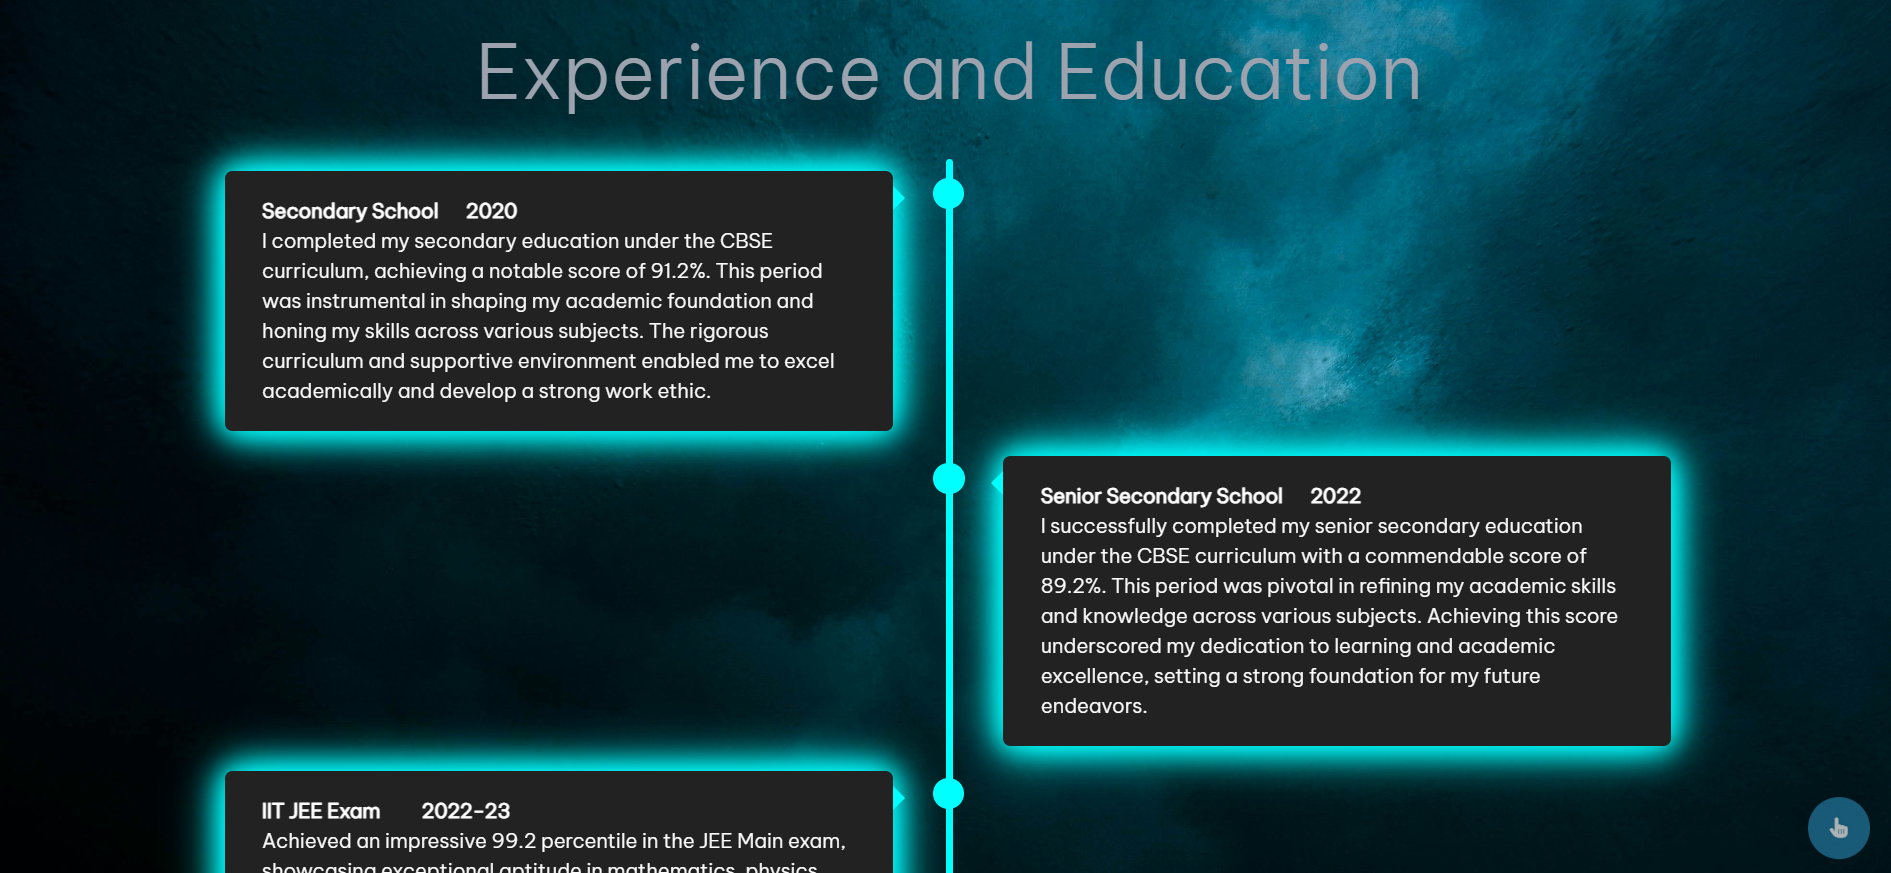 Experience and Education
Secondary School 2020
I completed my secondary education under the CBSE
curriculum, achieving a notable score of 91.2%. This period
was instrumental in shaping my academic foundation and
honing my skills across various subjects. The rigorous
curriculum and supportive environment enabled me to excel
academically and develop a strong work ethic.
Senior Secondary School 2022
I successfully completed my senior secondary education
under the CBSE curriculum with a commendable score of
89.2%. This period was pivotal in refining my academic skills
and knowledge across various subjects. Achieving this score
underscored my dedication to learning and academic
excellence, setting a strong foundation for my future
endeavors.
IIT JEE Exam 2022-23
Achieved an impressive 99.2 percentile in the JEE Main exam,
showcasing exceptional aptitude in mathematics, physics,